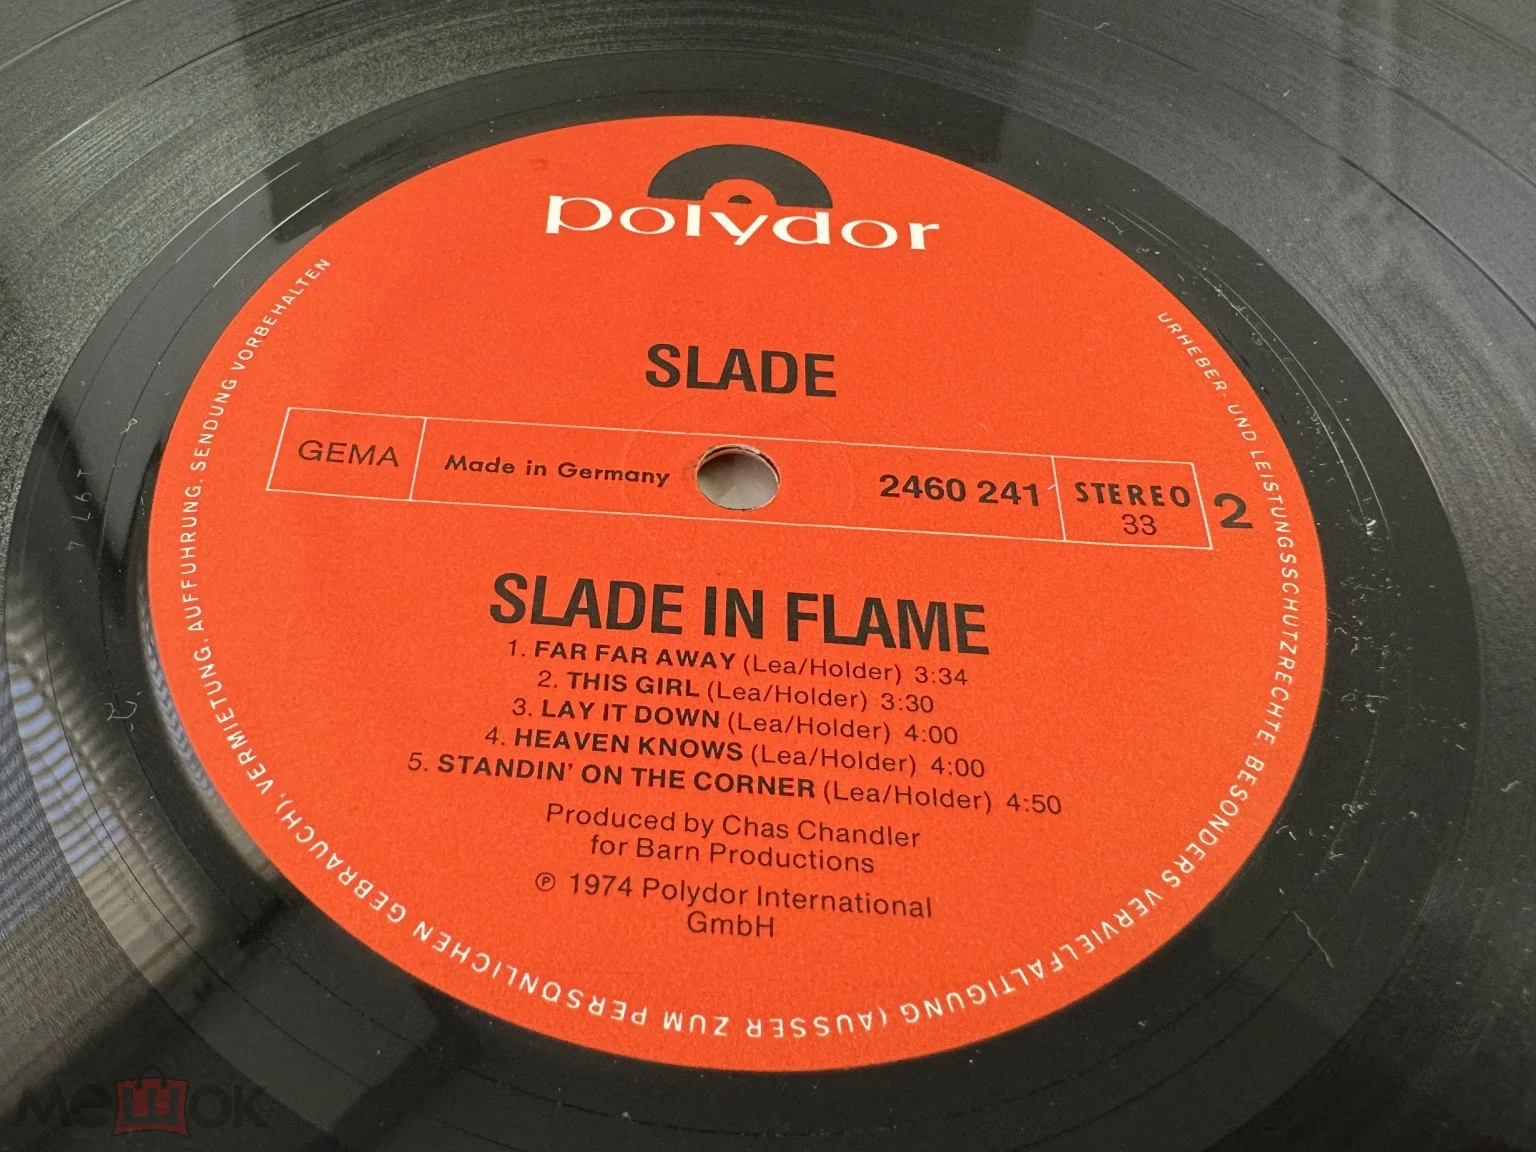 polydor
SLADE
GEMA
Made in Germany
2460 241
STEREO
33
2
SLADE IN FLAME
1. FAR FAR AWAY (Lea/Holder) 3:34
2. THIS GIRL (Lea/Holder) 3:30
3. LAY IT DOWN (Lea/Holder) 4:00
4. HEAVEN KNOWS (Lea/Holder) 4:00
5. STANDIN' ON THE CORNER (Lea/Holder) 4:50
Produced by Chas Chandler
for Barn Productions
℗ 1974 Polydor International
GmbH
URHEBER- UND LEISTUNGSSCHUTZRECHTE BESONDERS VERVIELFÄLTIGUNG (AUSSER ZUM PERSÖNLICHEN GEBRAUCH), VERMIETUNG, AUFFÜHRUNG, SENDUNG VORBEHALTEN
1974
мешок